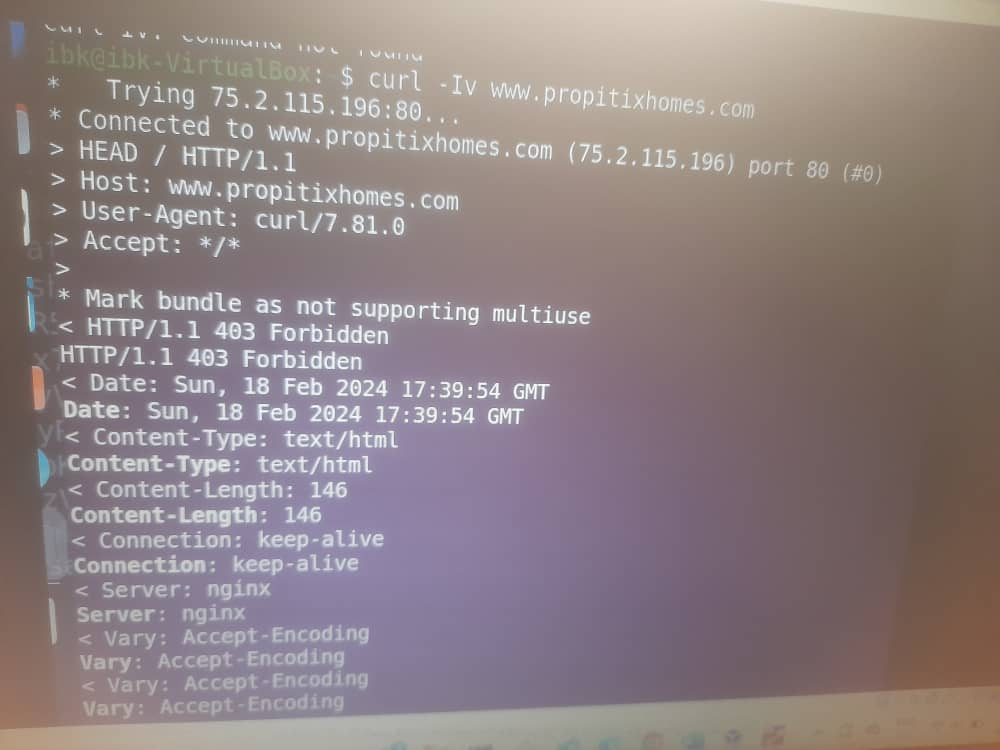 curl Iv: command not found
ibk@ibk-VirtualBox: $ curl -Iv www.propitixhomes.com
*   Trying 75.2.115.196:80...
* Connected to www.propitixhomes.com (75.2.115.196) port 80 (#0)
> HEAD / HTTP/1.1
> Host: www.propitixhomes.com
> User-Agent: curl/7.81.0
> Accept: */*
>
* Mark bundle as not supporting multiuse
< HTTP/1.1 403 Forbidden
HTTP/1.1 403 Forbidden
< Date: Sun, 18 Feb 2024 17:39:54 GMT
Date: Sun, 18 Feb 2024 17:39:54 GMT
< Content-Type: text/html
Content-Type: text/html
< Content-Length: 146
Content-Length: 146
< Connection: keep-alive
Connection: keep-alive
< Server: nginx
Server: nginx
< Vary: Accept-Encoding
Vary: Accept-Encoding
< Vary: Accept-Encoding
Vary: Accept-Encoding